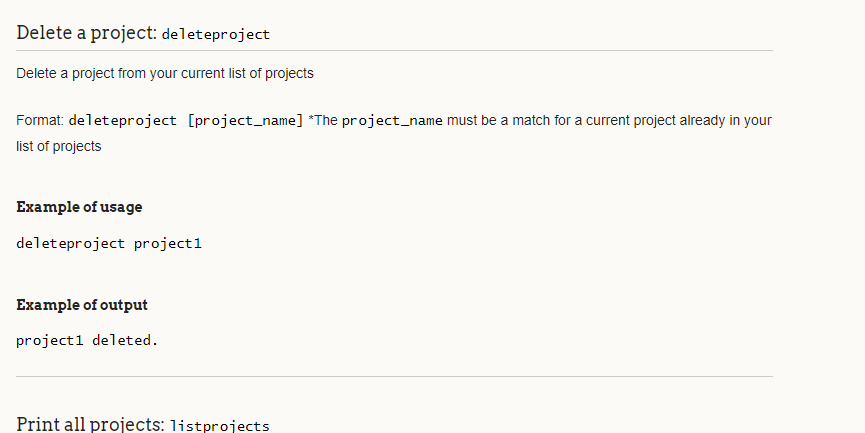 Delete a project: deleteproject
Delete a project from your current list of projects
Format: deleteproject [project_name] *The project_name must be a match for a current project already in your
list of projects
Example of usage
deleteproject project1
Example of output
project1 deleted.
Print all projects: listprojects